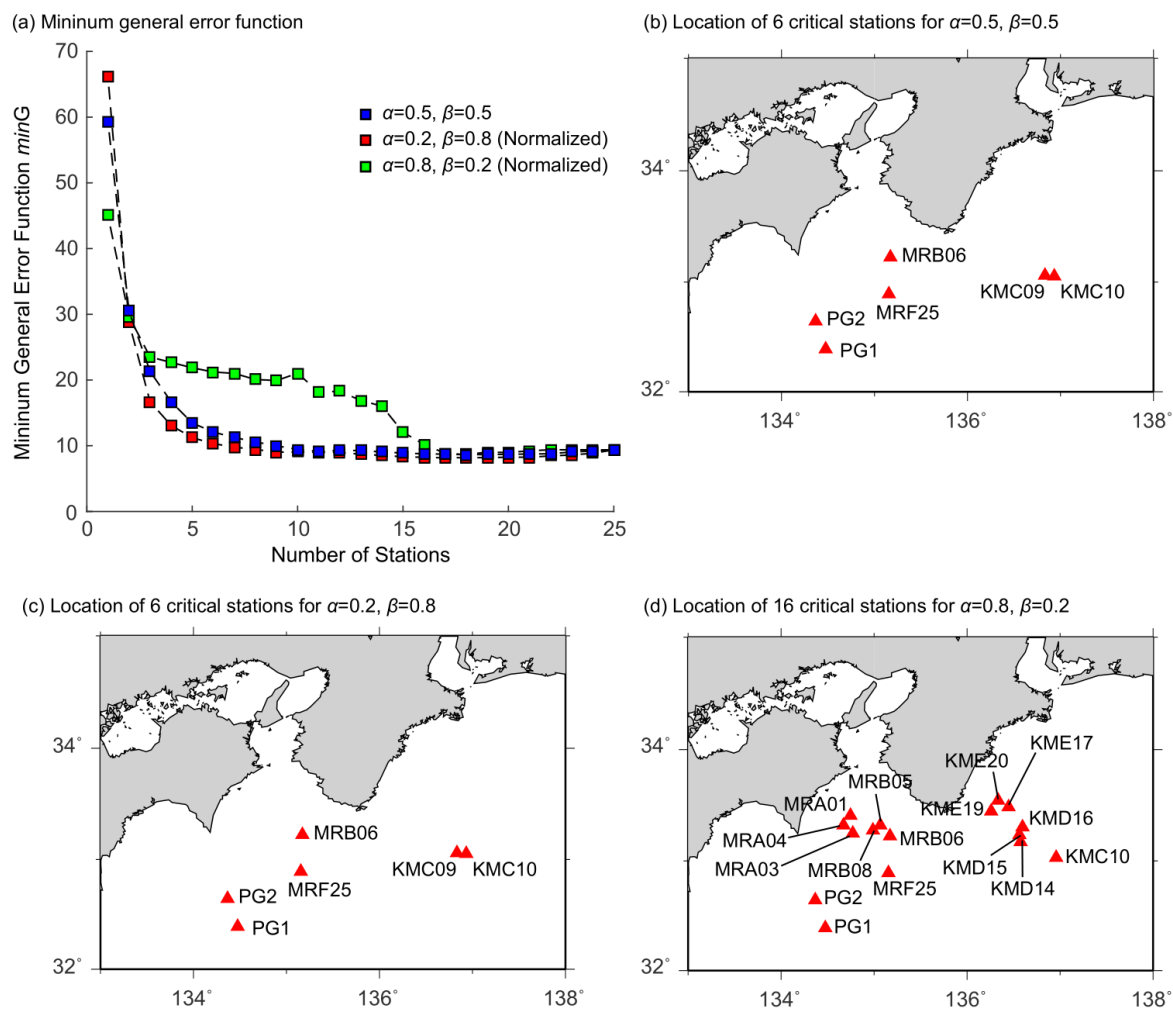 (a) Mininum general error function
70
60
50
40
30
20
10
0
Mininum General Error Function minG
α=0.5, β=0.5
α=0.2, β=0.8 (Normalized)
α=0.8, β=0.2 (Normalized)
0 5 10 15 20 25
Number of Stations
(b) Location of 6 critical stations for α=0.5, β=0.5
34˚
32˚
MRB06
KMC09 KMC10
MRF25
PG2
PG1
134˚ 136˚ 138˚
(c) Location of 6 critical stations for α=0.2, β=0.8
34˚
32˚
MRB06
KMC09 KMC10
MRF25
PG2
PG1
134˚ 136˚ 138˚
(d) Location of 16 critical stations for α=0.8, β=0.2
34˚
32˚
KME17
KME20
MRB05
MRA01 KME19
KMD16
MRA04 MRB06
KMC10
MRA03 MRB08 KMD15
MRF25 KMD14
PG2
PG1
134˚ 136˚ 138˚